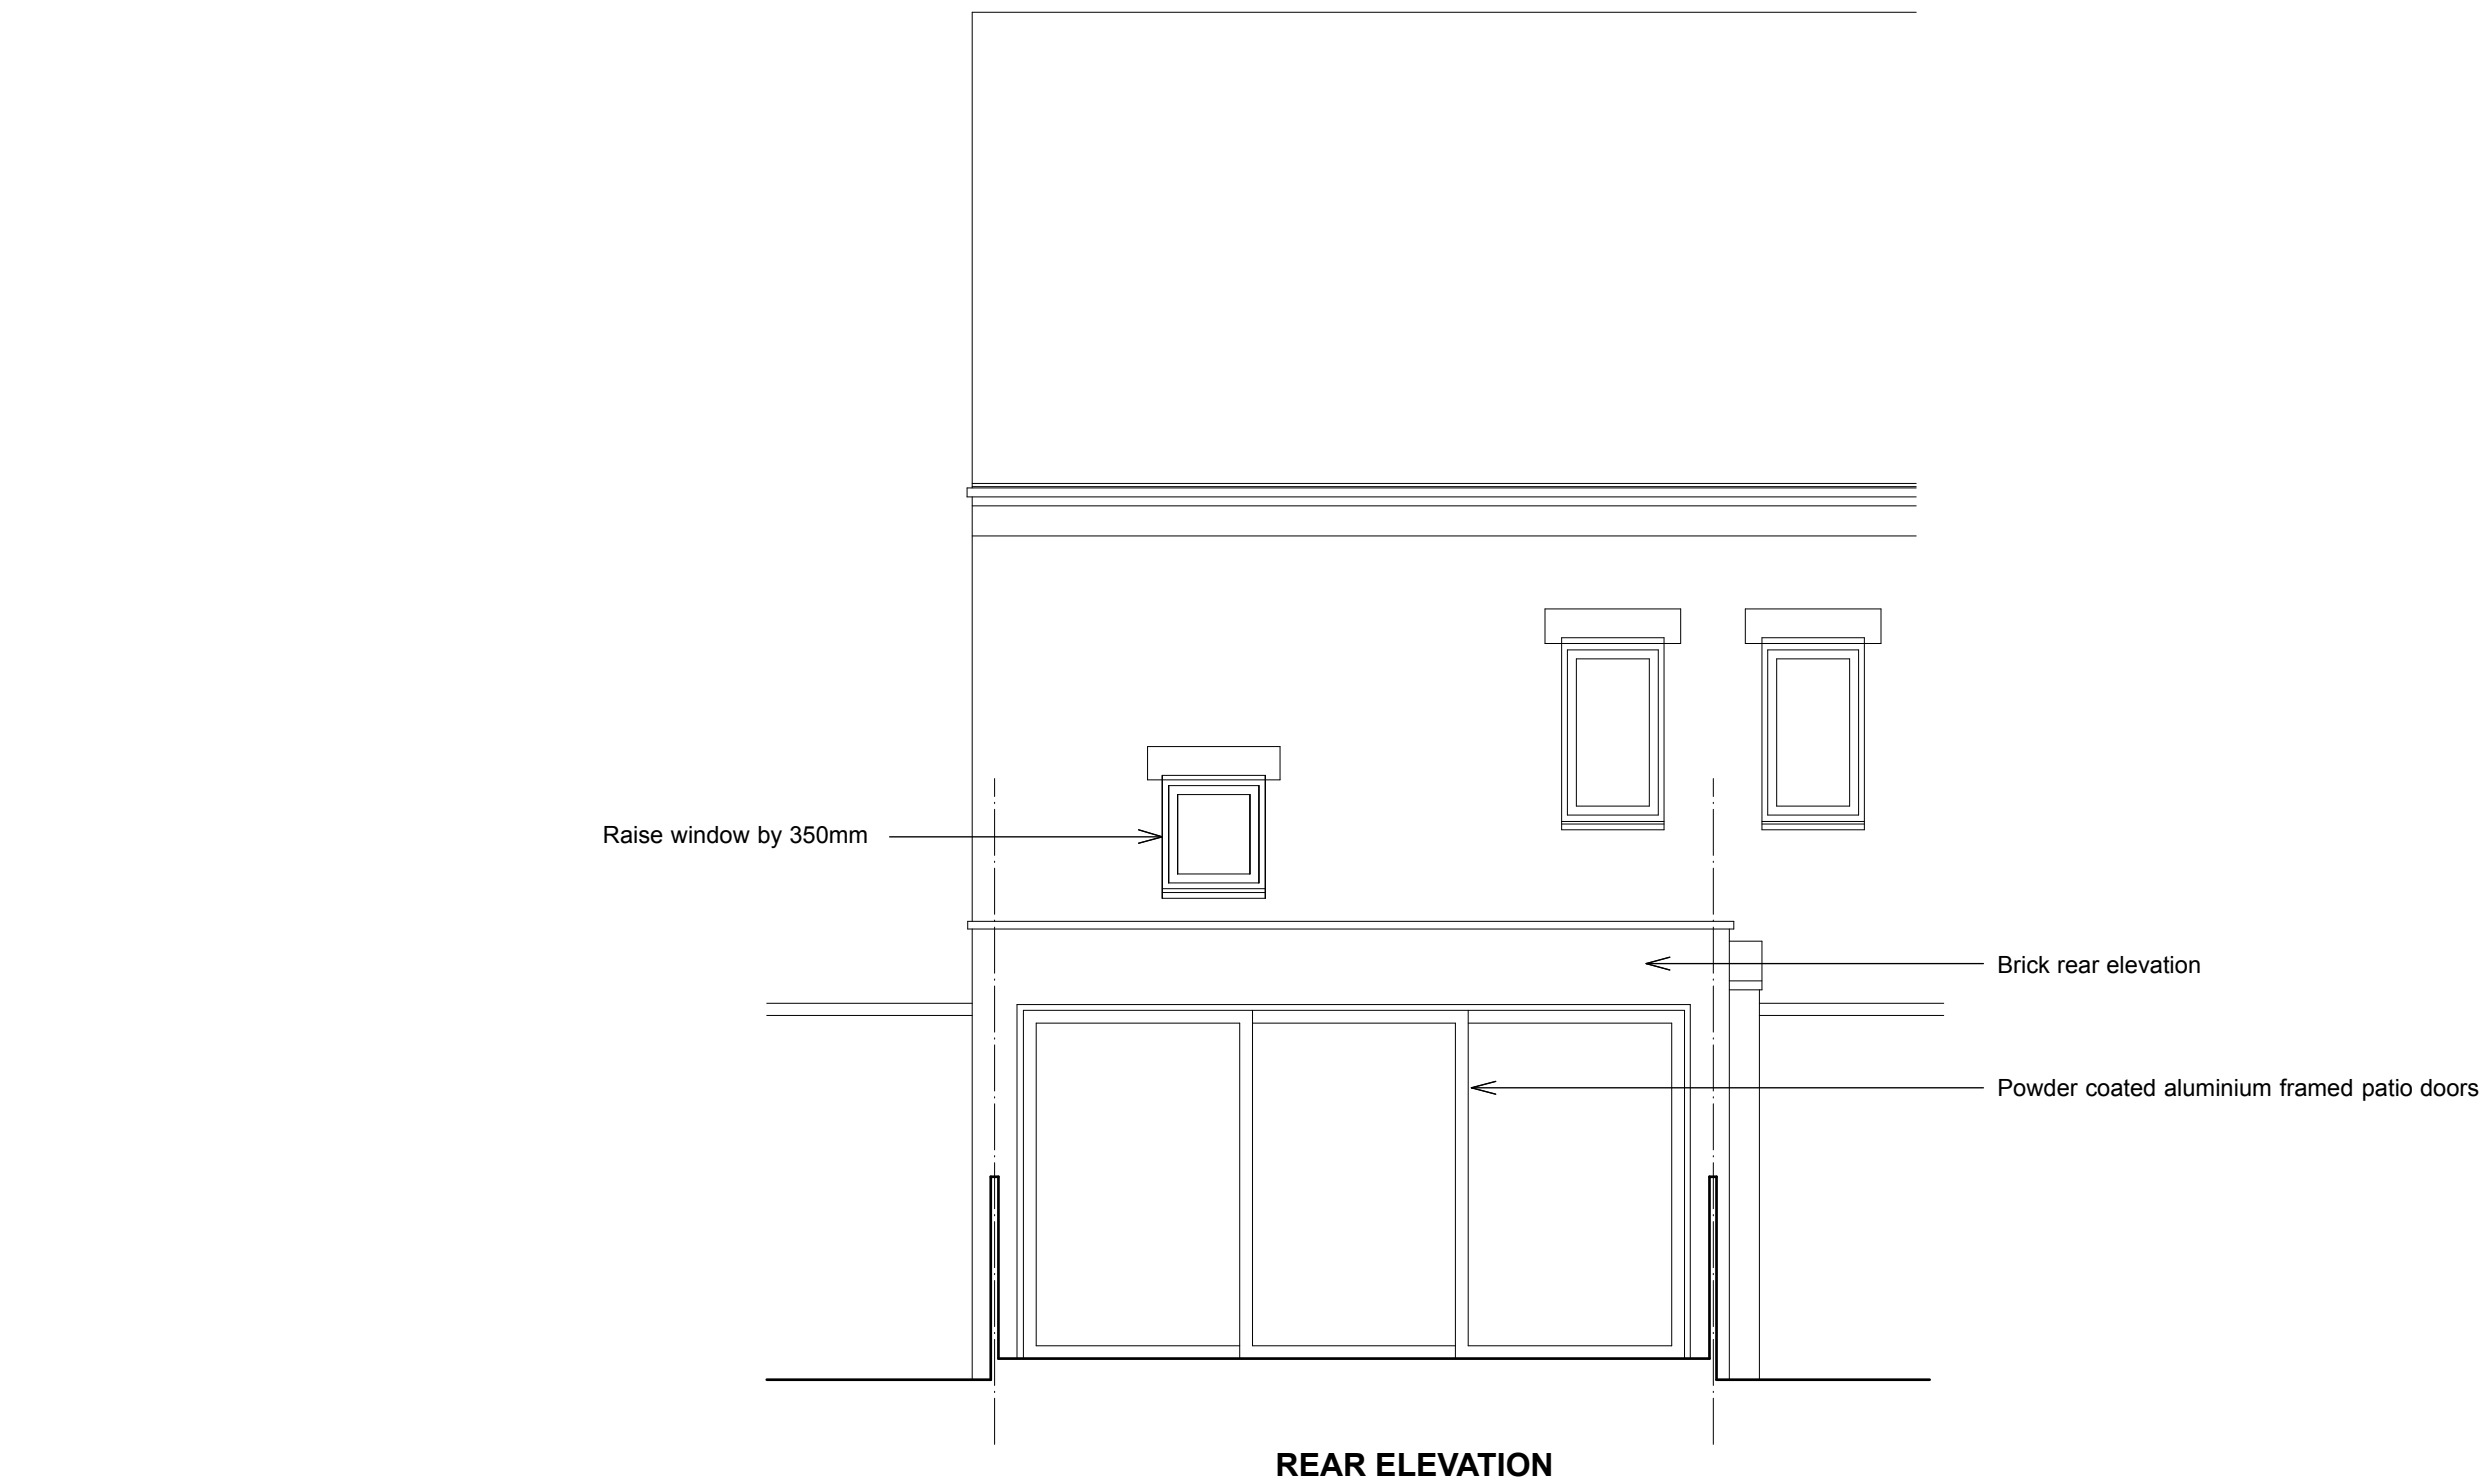 Raise window by 350mm
Brick rear elevation
Powder coated aluminium framed patio doors
REAR ELEVATION